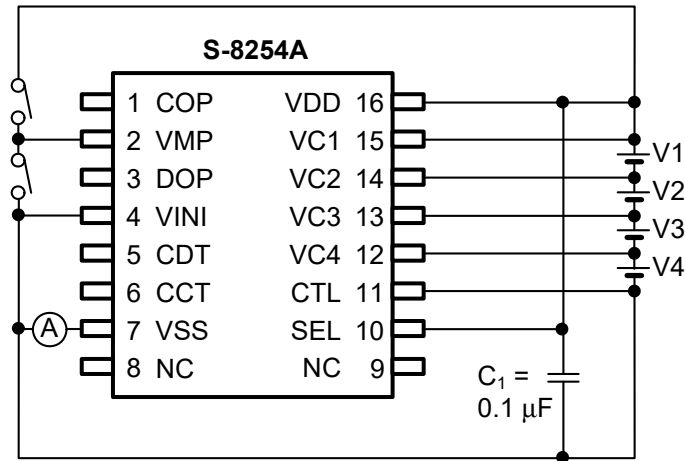 S-8254A
1 COP VDD 16
2 VMP VC1 15
3 DOP VC2 14
4 VINI VC3 13
5 CDT VC4 12
6 CCT CTL 11
7 VSS SEL 10
8 NC NC 9
A
V1
V2
V3
V4
C₁ =
0.1 μF